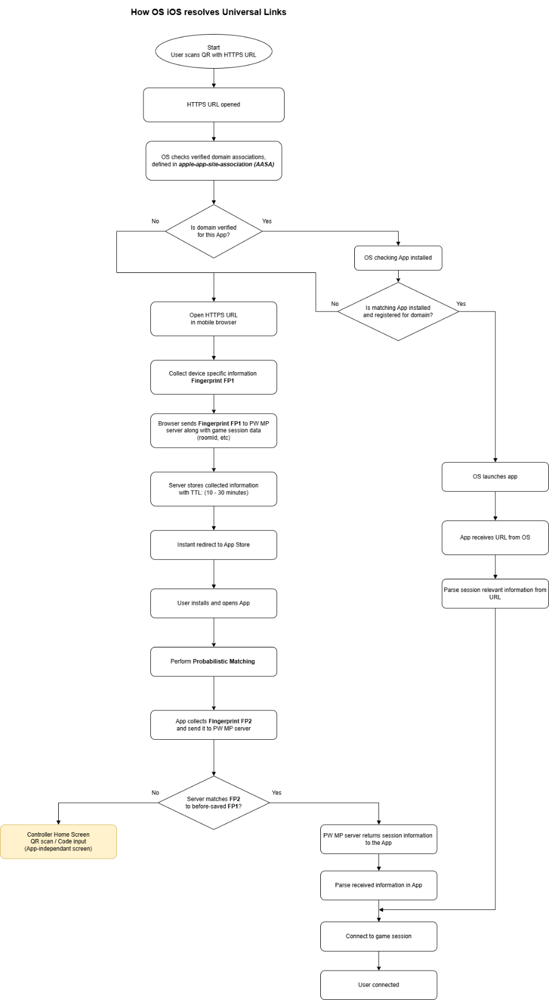 How OS iOS resolves Universal Links
Start
User scans QR with HTTPS URL
HTTPS URL opened
OS checks verified domain associations,
defined in apple-app-site-association (AASA)
No
Yes
Is domain verified
for this App?
OS checking App installed
No
Yes
Is matching App installed
and registered for domain?
Open HTTPS URL
in mobile browser
Collect device specific information
Fingerprint FP1
Browser sends Fingerprint FP1 to PW MP
server along with game session data
(roomId, etc)
OS launches app
Server stores collected information
with TTL: (10 - 30 minutes)
App receives URL from OS
Instant redirect to App Store
Parse session relevant information from
URL
User installs and opens App
Perform Probabilistic Matching
App collects Fingerprint FP2
and send it to PW MP server
No
Yes
Server matches FP2
to before-saved FP1?
Controller Home Screen
QR scan / Code input
(App-independant screen)
PW MP server returns session information
to the App
Parse received information in App
Connect to game session
User connected